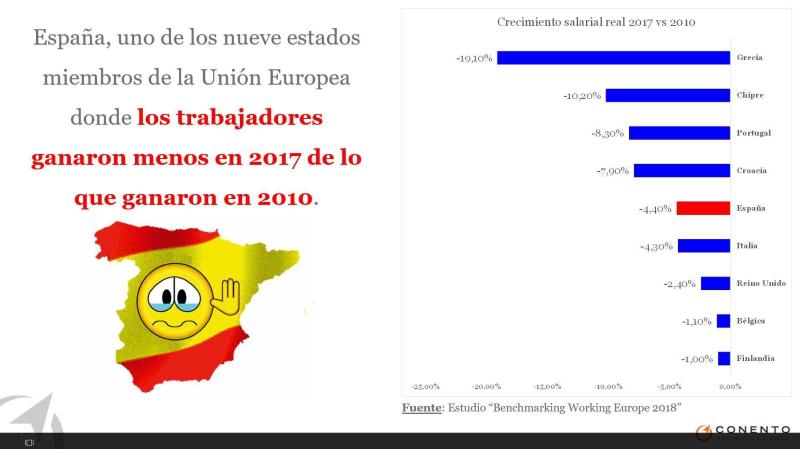 España, uno de los nueve estados
miembros de la Unión Europea
donde los trabajadores
ganaron menos en 2017 de lo
que ganaron en 2010.
Crecimiento salarial real 2017 vs 2010
-19,10% Grecia
-10,20% Chipre
-8,30% Portugal
-7,90% Croacia
-4,40% España
-4,30% Italia
-2,40% Reino Unido
-1,10% Bélgica
-1,00% Finlandia
-25,00% -20,00% -15,00% -10,00% -5,00% 0,00%
Fuente: Estudio “Benchmarking Working Europe 2018”
CONENTO